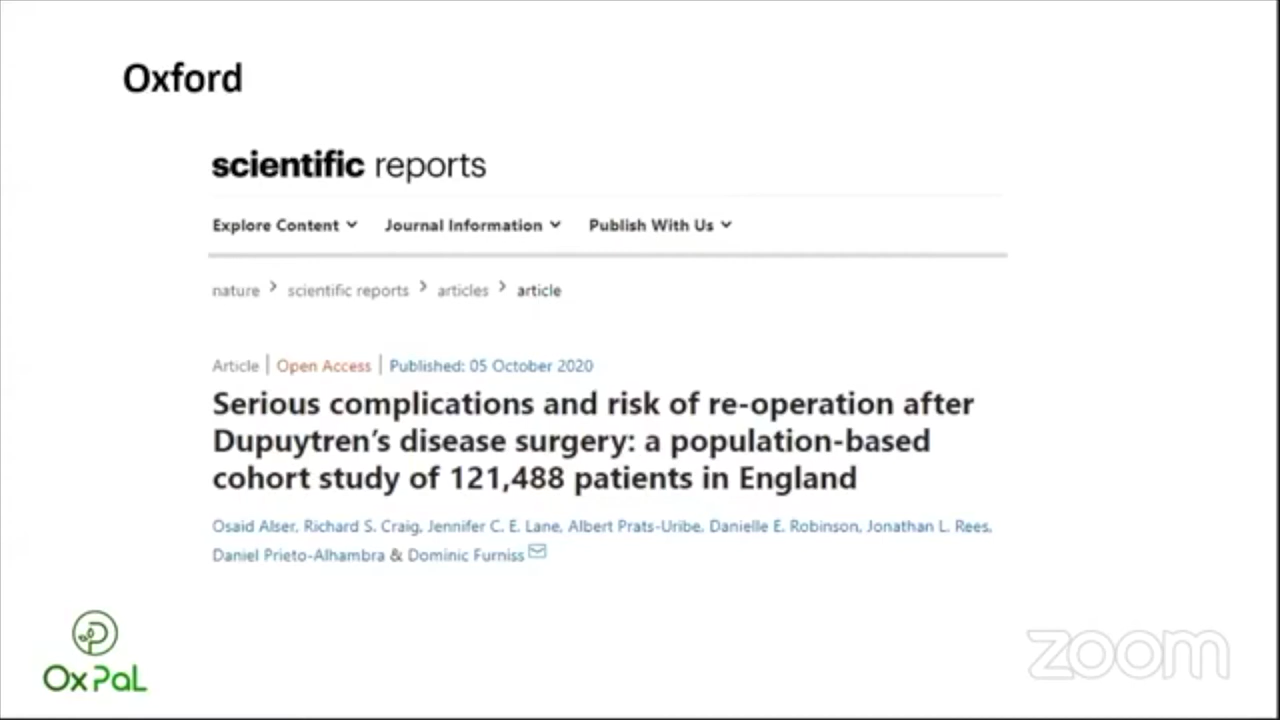 Oxford
scientific reports
Explore Content Journal Information Publish With Us
nature > scientific reports > articles > article
Article | Open Access | Published: 05 October 2020
Serious complications and risk of re-operation after
Dupuytren’s disease surgery: a population-based
cohort study of 121,488 patients in England
Osaid Alser, Richard S. Craig, Jennifer C. E. Lane, Albert Prats-Uribe, Danielle E. Robinson, Jonathan L. Rees,
Daniel Prieto-Alhambra & Dominic Furniss
OxPaL
zoom